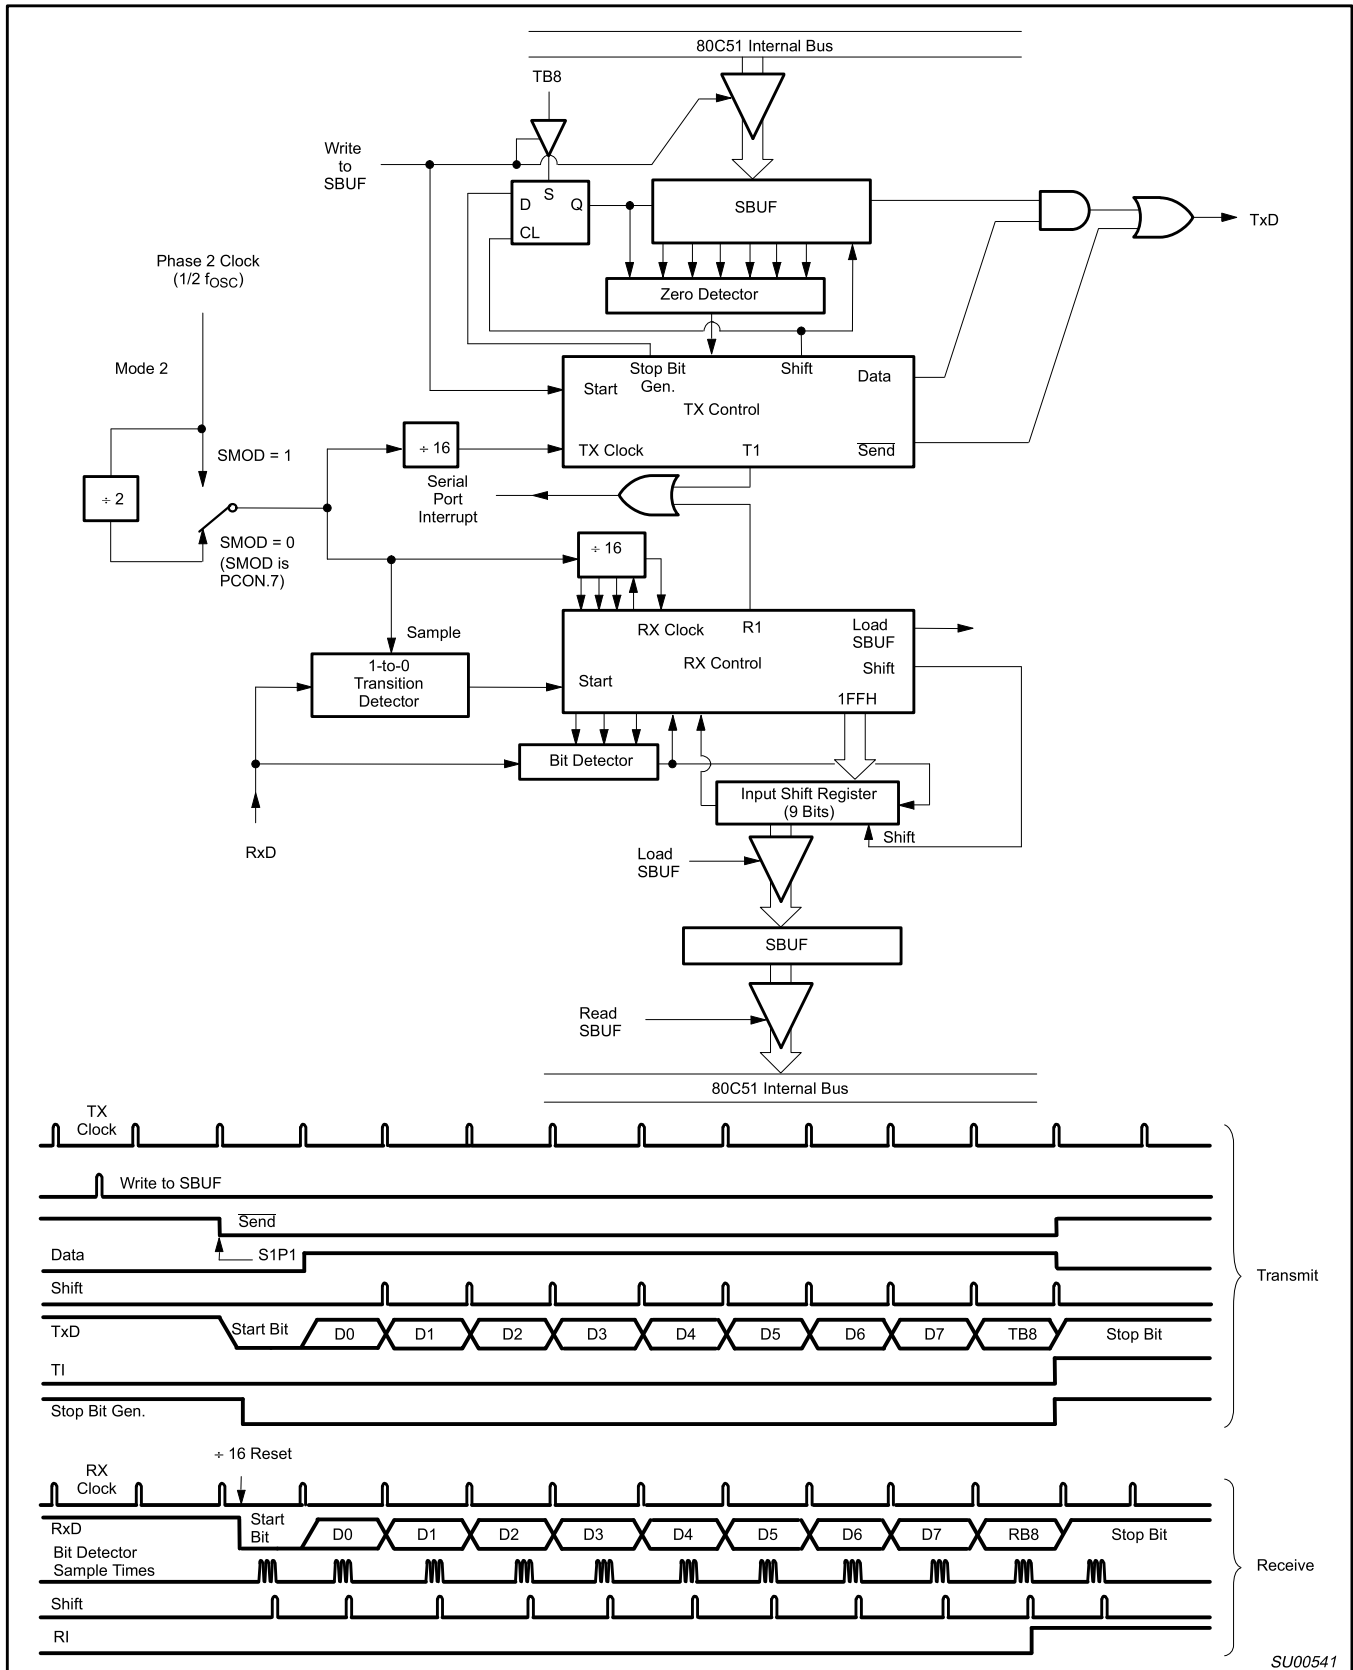 80C51 Internal Bus
TB8
Write
to
SBUF
S
D
Q
CL
SBUF
TxD
Phase 2 Clock
(1/2 fOSC)
Zero Detector
Mode 2
Stop Bit
Gen.
Shift
Data
Start
TX Control
÷ 16
TX Clock
T1
Send
SMOD = 1
÷ 2
Serial
Port
Interrupt
SMOD = 0
(SMOD is
PCON.7)
÷ 16
Sample
RX Clock
R1
Load
SBUF
RX Control
Shift
1-to-0
Transition
Detector
Start
1FFH
Bit Detector
Input Shift Register
(9 Bits)
Shift
RxD
Load
SBUF
SBUF
Read
SBUF
80C51 Internal Bus
TX
Clock
Write to SBUF
Send
Data
S1P1
Shift
Transmit
TxD
Start Bit
D0
D1
D2
D3
D4
D5
D6
D7
TB8
Stop Bit
TI
Stop Bit Gen.
÷ 16 Reset
RX
Clock
RxD
Start
Bit
D0
D1
D2
D3
D4
D5
D6
D7
RB8
Stop Bit
Bit Detector
Sample Times
Receive
Shift
RI
SU00541